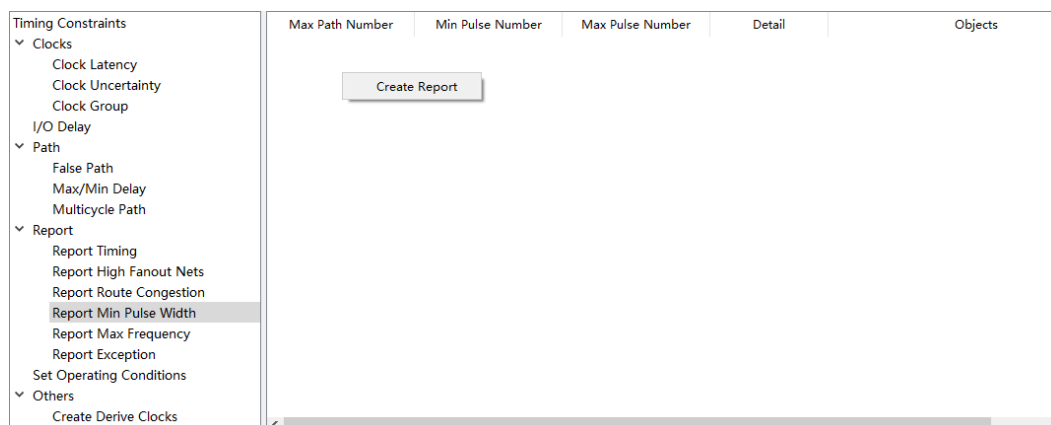 Timing Constraints
Clocks
Clock Latency
Clock Uncertainty
Clock Group
I/O Delay
Path
False Path
Max/Min Delay
Multicycle Path
Report
Report Timing
Report High Fanout Nets
Report Route Congestion
Report Min Pulse Width
Report Max Frequency
Report Exception
Set Operating Conditions
Others
Create Derive Clocks
Max Path Number Min Pulse Number Max Pulse Number Detail Objects
Create Report